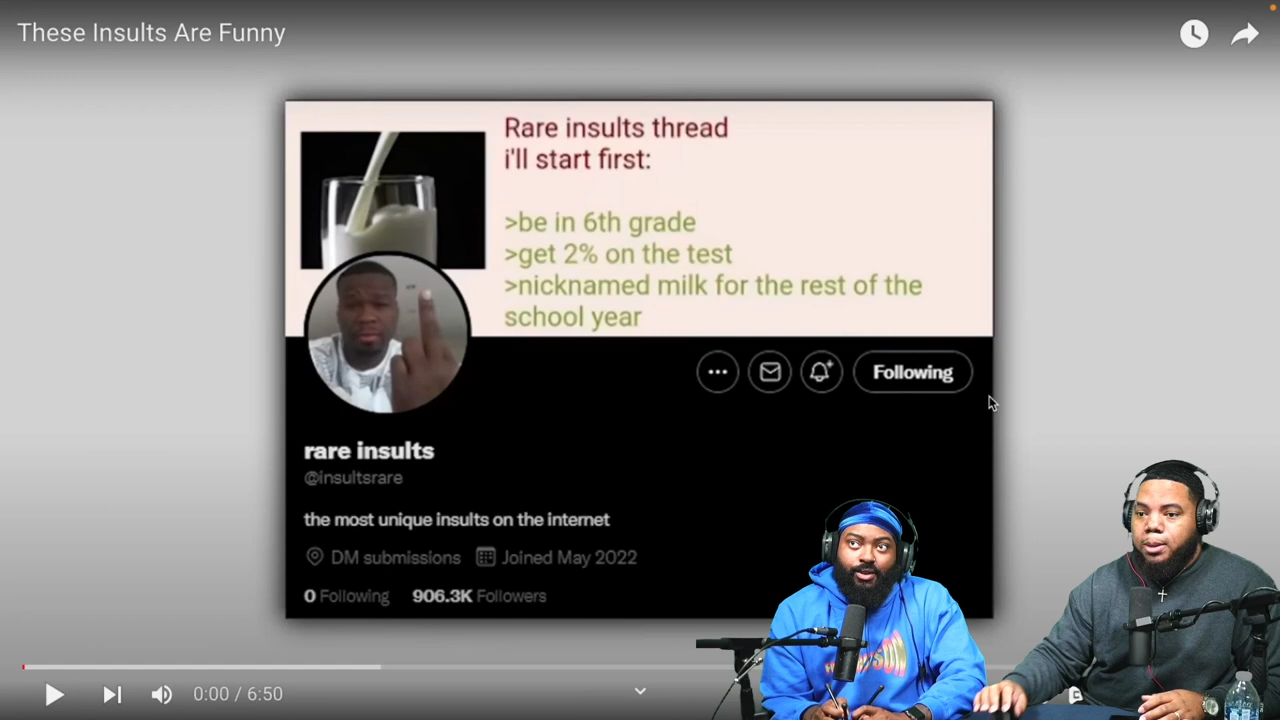 These Insults Are Funny
Rare insults thread
i'll start first:
>be in 6th grade
>get 2% on the test
>nicknamed milk for the rest of the
school year
Following
rare insults
@insultsrare
the most unique insults on the internet
DM submissions Joined May 2022
0 Following 906.3K Followers
0:00 / 6:50